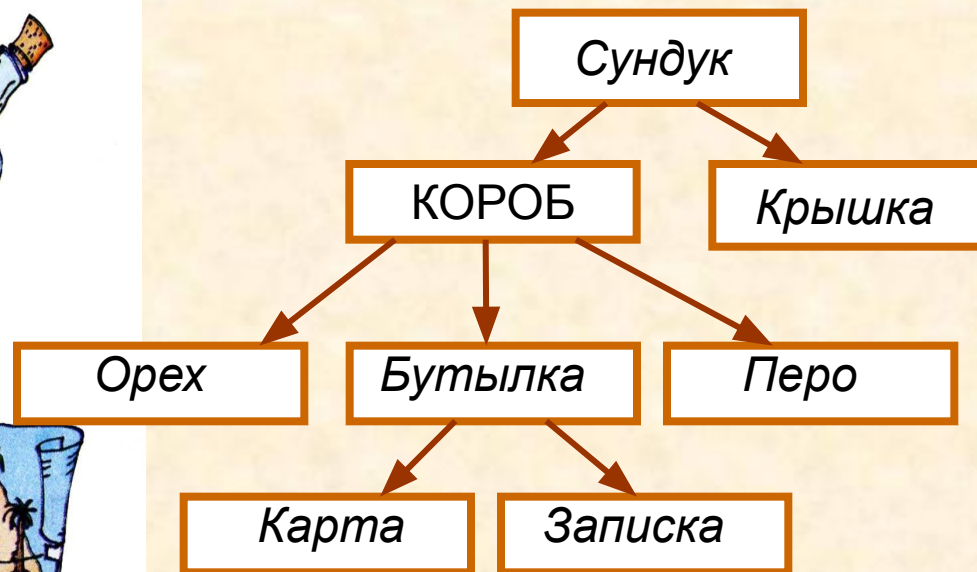 Сундук
КОРОБ
Крышка
Орех
Бутылка
Перо
Карта
Записка